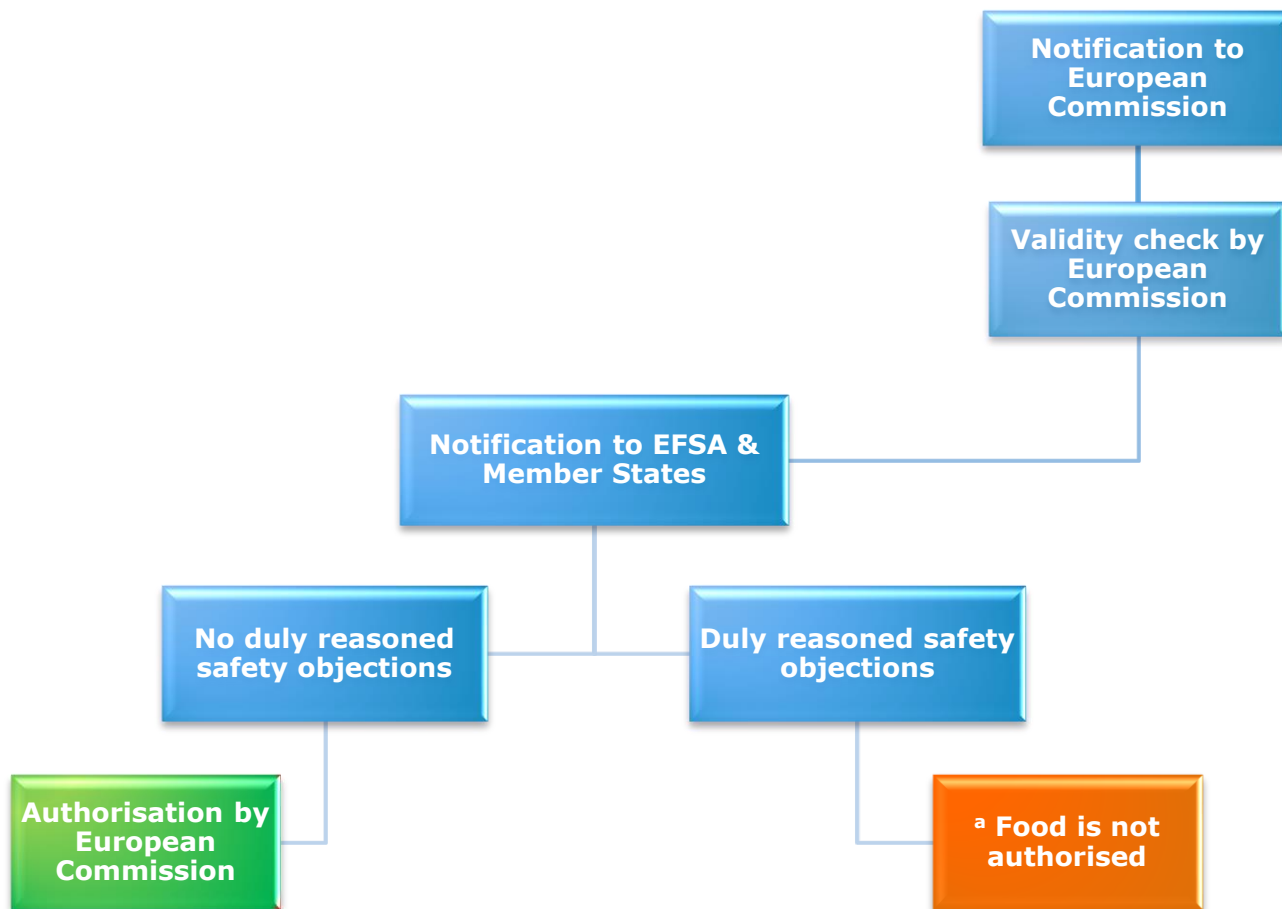 Notification to
European
Commission
Validity check by
European
Commission
Notification to EFSA &
Member States
No duly reasoned
safety objections
Duly reasoned safety
objections
Authorisation by
European
Commission
ᵃ Food is not
authorised